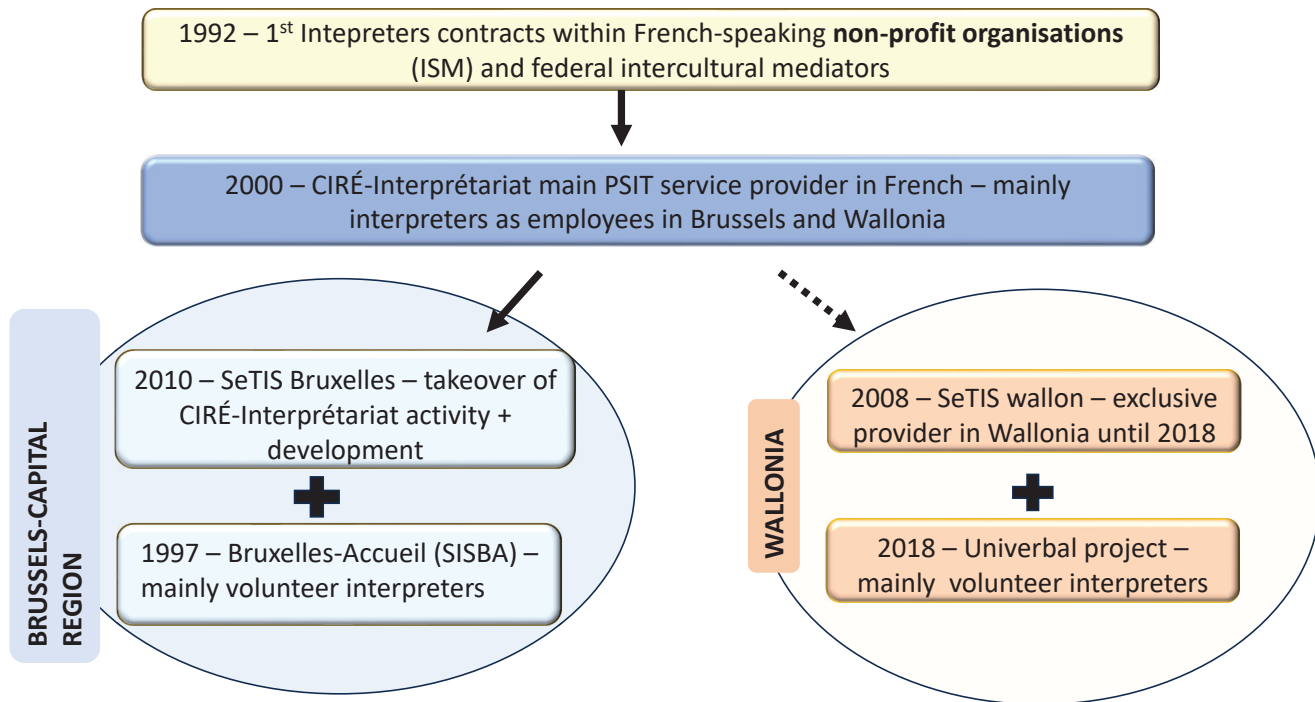 1992 – 1st Intepreters contracts within French-speaking non-profit organisations
(ISM) and federal intercultural mediators
2000 – CIRÉ-Interprétariat main PSIT service provider in French – mainly
interpreters as employees in Brussels and Wallonia
BRUSSELS-CAPITAL
REGION
2010 – SeTIS Bruxelles – takeover of
CIRÉ-Interprétariat activity +
development
1997 – Bruxelles-Accueil (SISBA) –
mainly volunteer interpreters
WALLONIA
2008 – SeTIS wallon – exclusive
provider in Wallonia until 2018
2018 – Univerbal project –
mainly volunteer interpreters